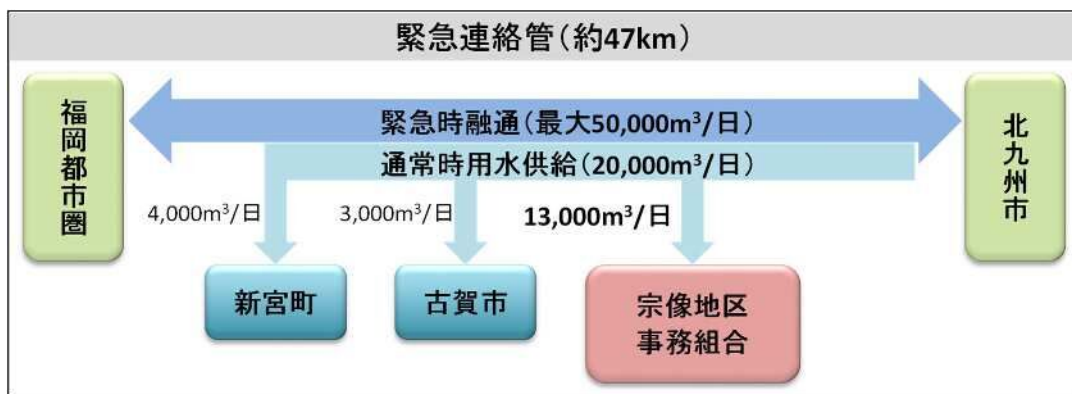 緊急連絡管（約47km）
福岡都市圏
緊急時融通（最大50,000m³/日）
北九州市
通常時用水供給（20,000m³/日）
4,000m³/日
3,000m³/日
13,000m³/日
新宮町
古賀市
宗像地区
事務組合